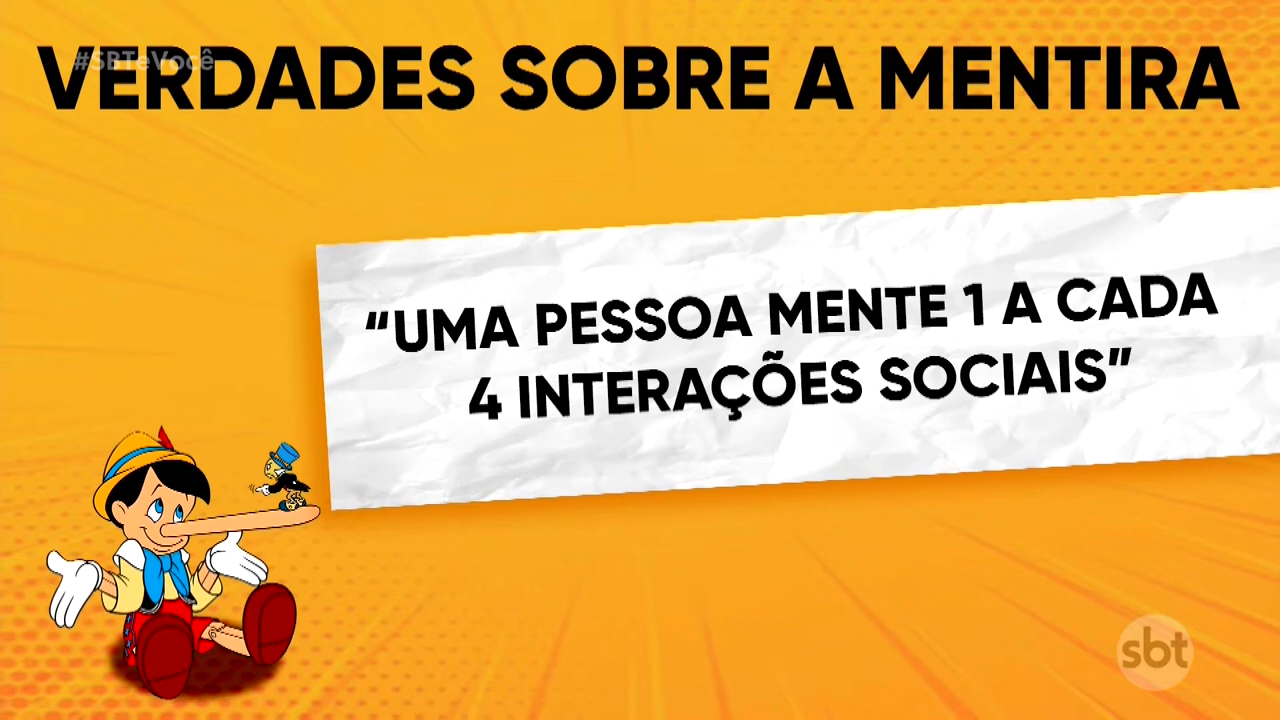 #SBTeVocê
VERDADES SOBRE A MENTIRA
“UMA PESSOA MENTE 1 A CADA
4 INTERAÇÕES SOCIAIS”
sbt